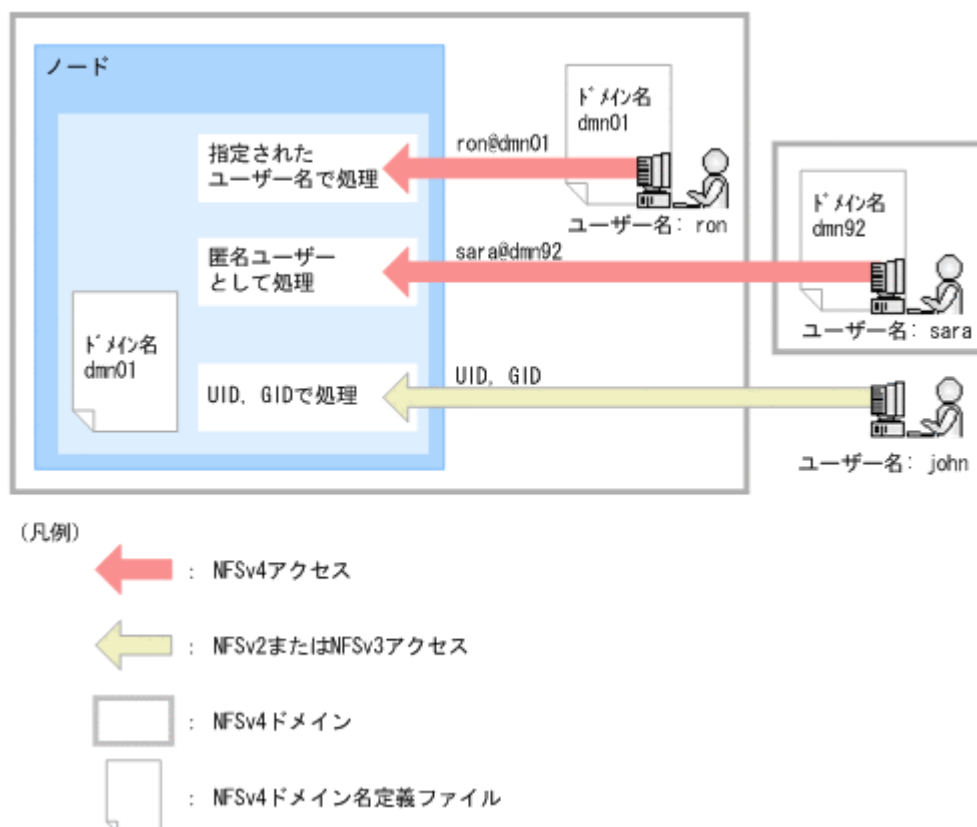 ノード
ﾄﾞﾒｲﾝ名
dmn01
指定された
ユーザー名で処理
ron@dmn01
ユーザー名: ron
ﾄﾞﾒｲﾝ名
dmn92
匿名ユーザー
として処理
sara@dmn92
ユーザー名: sara
ﾄﾞﾒｲﾝ名
dmn01
UID, GIDで処理
UID, GID
ユーザー名: john
(凡例)
: NFSv4アクセス
: NFSv2またはNFSv3アクセス
: NFSv4ドメイン
: NFSv4ドメイン名定義ファイル